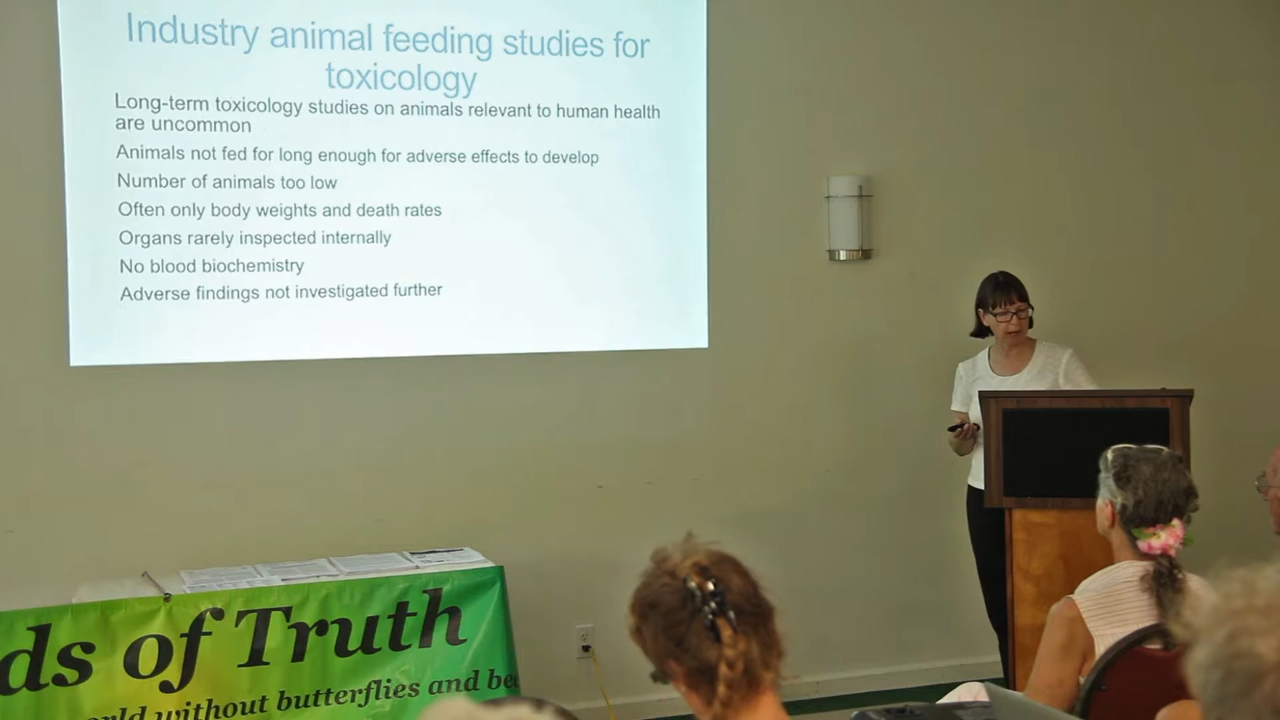 Industry animal feeding studies for
toxicology
Long-term toxicology studies on animals relevant to human health
are uncommon
Animals not fed for long enough for adverse effects to develop
Number of animals too low
Often only body weights and death rates
Organs rarely inspected internally
No blood biochemistry
Adverse findings not investigated further
ds of Truth
rld without butterflies and be